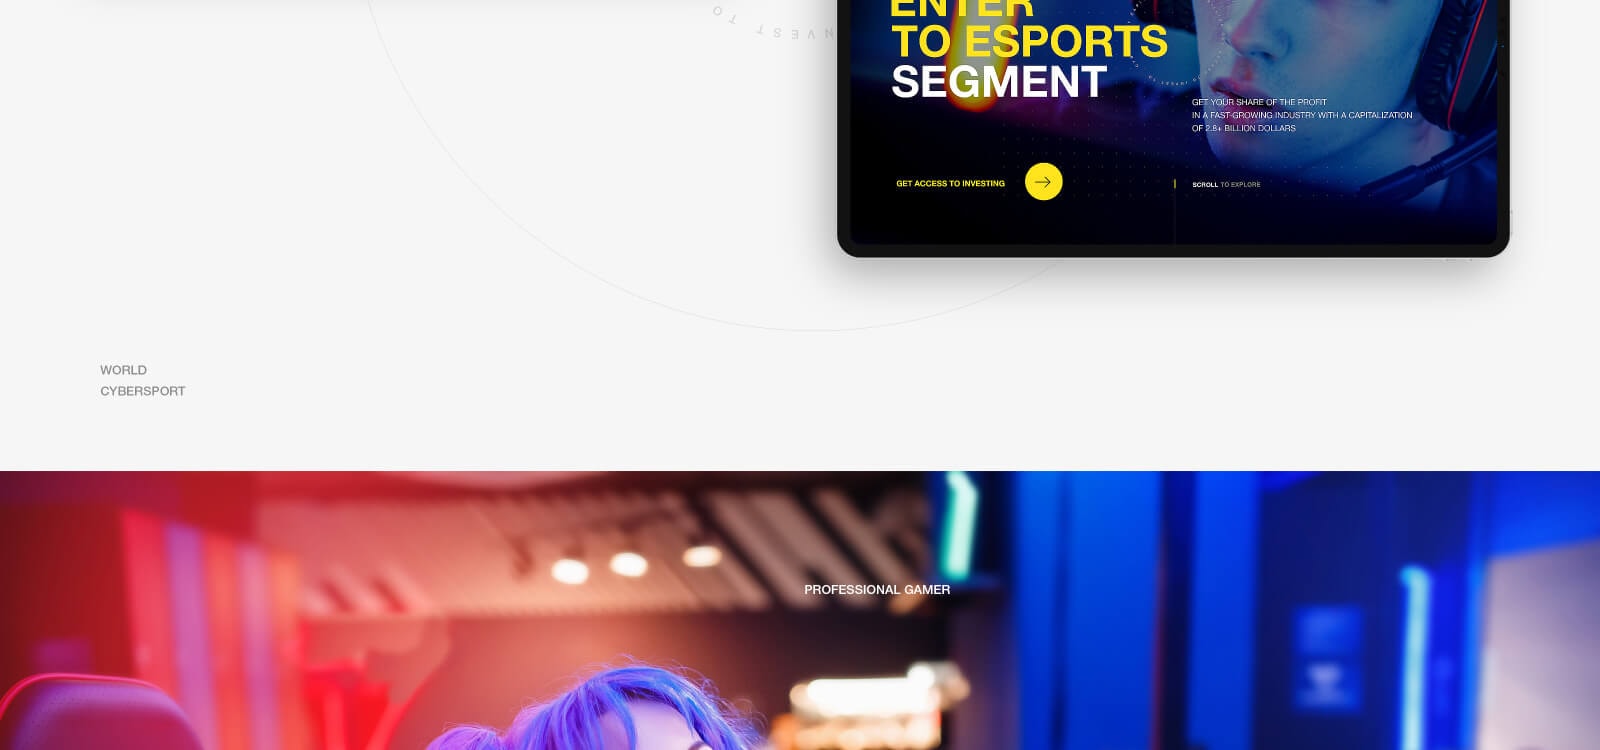 INVEST TO
ENTER
TO ESPORTS
SEGMENT
GET YOUR SHARE OF THE PROFIT
IN A FAST-GROWING INDUSTRY WITH A CAPITALIZATION
OF 2.8+ BILLION DOLLARS
GET ACCESS TO INVESTING
SCROLL TO EXPLORE
WORLD
CYBERSPORT
PROFESSIONAL GAMER